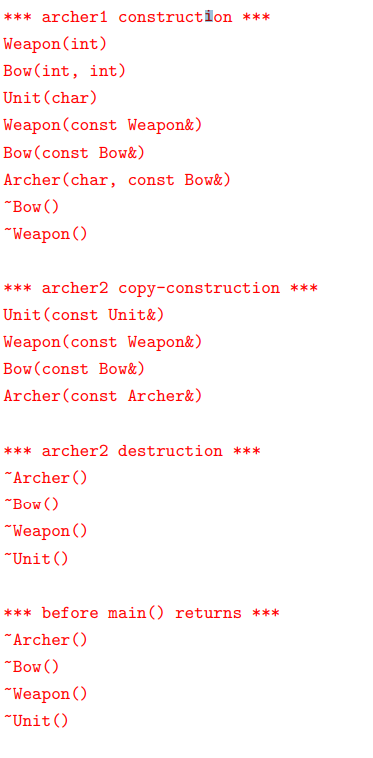 *** archer1 construction ***
Weapon(int)
Bow(int, int)
Unit(char)
Weapon(const Weapon&)
Bow(const Bow&)
Archer(char, const Bow&)
~Bow()
~Weapon()
*** archer2 copy-construction ***
Unit(const Unit&)
Weapon(const Weapon&)
Bow(const Bow&)
Archer(const Archer&)
*** archer2 destruction ***
~Archer()
~Bow()
~Weapon()
~Unit()
*** before main() returns ***
~Archer()
~Bow()
~Weapon()
~Unit()